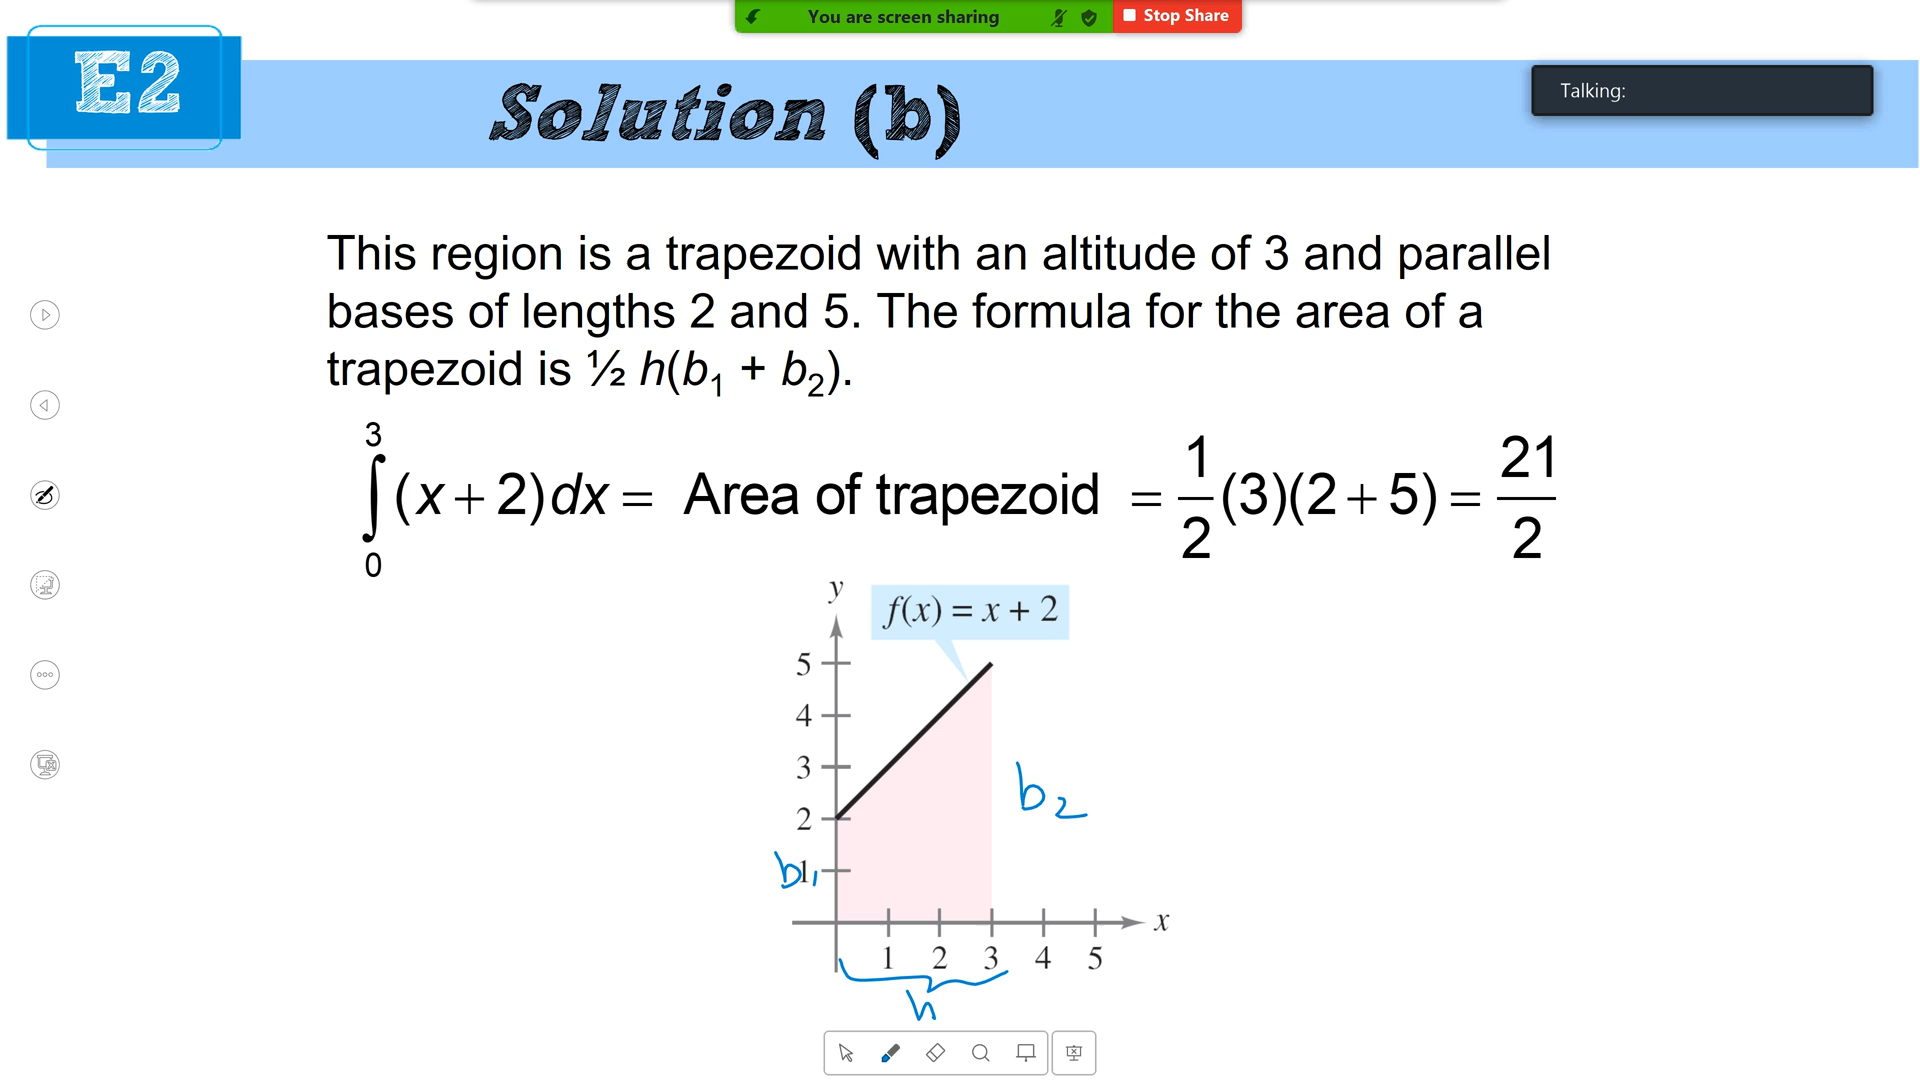 You are screen sharing
Stop Share
E2
Solution (b)
Talking:
This region is a trapezoid with an altitude of 3 and parallel
bases of lengths 2 and 5. The formula for the area of a
trapezoid is ½ h(b₁ + b₂).
∫₀³ (x + 2) dx = Area of trapezoid = 1/2 (3)(2 + 5) = 21/2
y
f(x) = x + 2
5
4
3
b₂
2
b₁
1
x
1 2 3 4 5
h